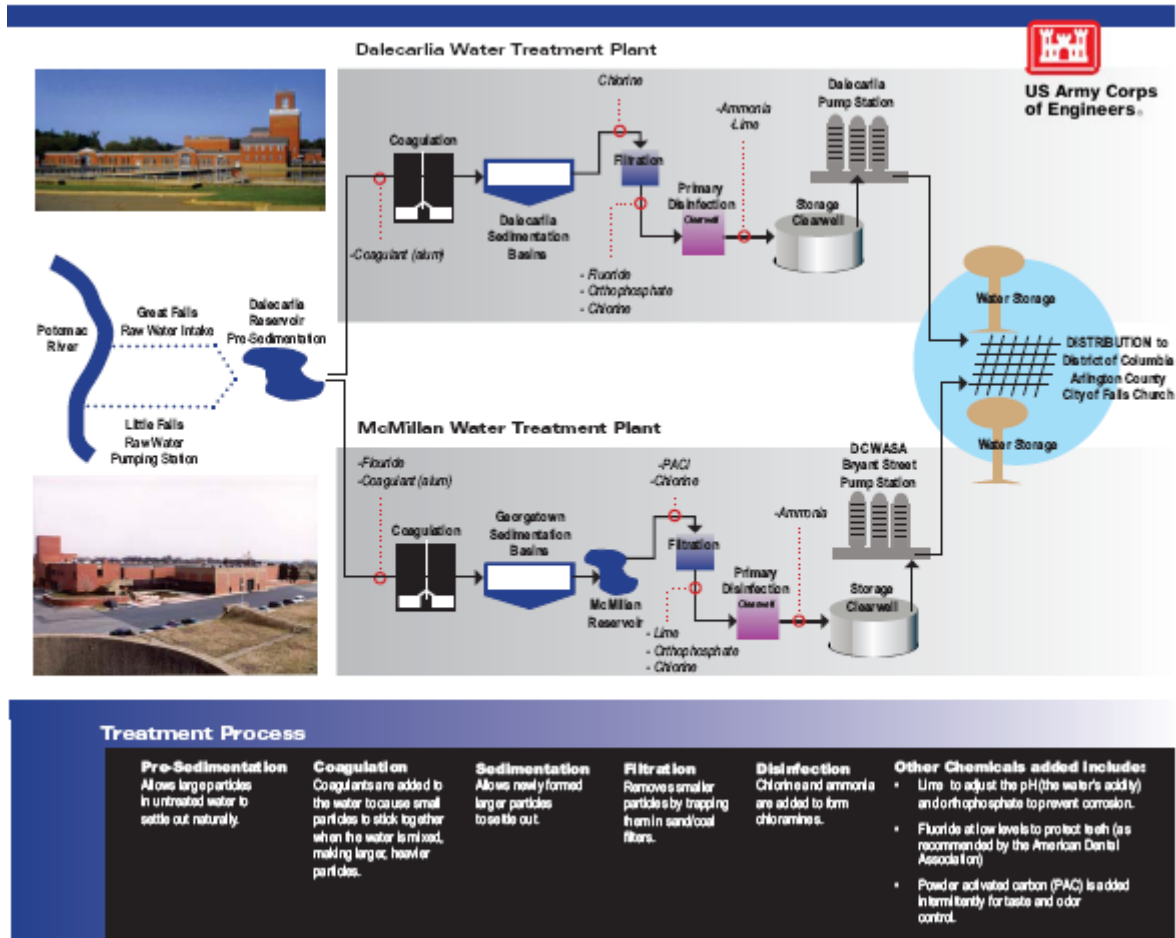 Dalecarlia Water Treatment Plant
US Army Corps
of Engineers®
Chlorine
-Ammonia
-Lime
Dalecarlia
Pump Station
Coagulation
Filtration
Primary
Disinfection
Clearwell
Storage
Clearwell
Dalecarlia
Sedimentation
Basins
-Coagulant (alum)
- Fluoride
- Orthophosphate
- Chlorine
Potomac
River
Great Falls
Raw Water Intake
Dalecarlia
Reservoir
Pre-Sedimentation
Little Falls
Raw Water
Pumping Station
Water Storage
DISTRIBUTION to
District of Columbia
Arlington County
City of Falls Church
Water Storage
McMillan Water Treatment Plant
-Flouride
-Coagulant (alum)
-PACl
-Chlorine
DCWASA
Bryant Street
Pump Station
-Ammonia
Coagulation
Georgetown
Sedimentation
Basins
Filtration
McMillan
Reservoir
Primary
Disinfection
Clearwell
Storage
Clearwell
- Lime
- Orthophosphate
- Chlorine
Treatment Process
Pre-Sedimentation
Allows large particles
in untreated water to
settle out naturally.
Coagulation
Coagulants are added to
the water to cause small
particles to stick together
when the water is mixed,
making larger, heavier
particles.
Sedimentation
Allows newly formed
larger particles
to settle out.
Filtration
Removes smaller
particles by trapping
them in sand/coal
filters.
Disinfection
Chlorine and ammonia
are added to form
chloramines.
Other Chemicals added include:
• Lime to adjust the pH (the water's acidity)
and orthophosphate to prevent corrosion.
• Fluoride at low levels to protect teeth (as
recommended by the American Dental
Association)
• Powder activated carbon (PAC) is added
intermittently for taste and odor
control.